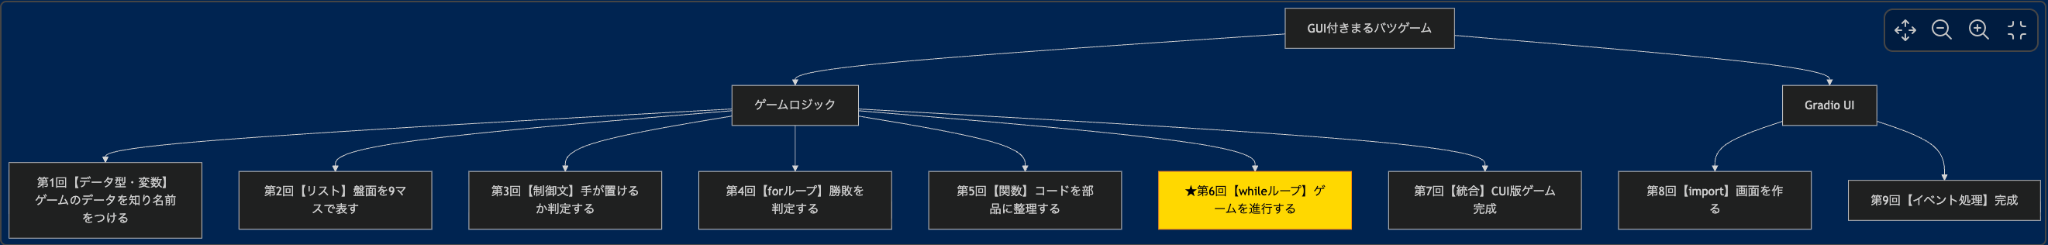 GUI付きまるバツゲーム
ゲームロジック
Gradio UI
第1回【データ型・変数】
ゲームのデータを知り名前
をつける
第2回【リスト】盤面を9マ
スで表す
第3回【制御文】手が置ける
か判定する
第4回【forループ】勝敗を
判定する
第5回【関数】コードを部
品に整理する
★第6回【whileループ】ゲ
ームを進行する
第7回【統合】CUI版ゲーム
完成
第8回【import】画面を作
る
第9回【イベント処理】完成